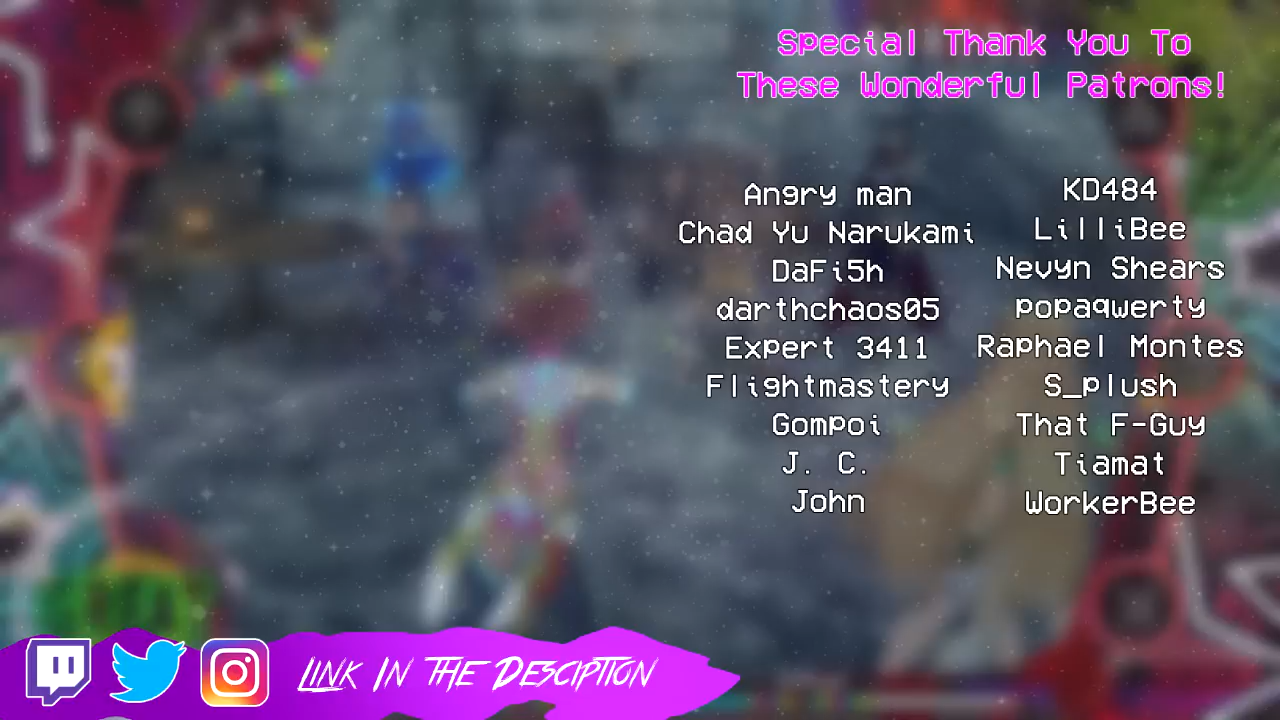 Special Thank You To
These Wonderful Patrons!
Angry man
Chad Yu Narukami
DaFi5h
darthchaos05
Expert 3411
Flightmastery
Gompoi
J. C.
John
KD484
LilliBee
Nevyn Shears
popaqwerty
Raphael Montes
S_plush
That F-Guy
Tiamat
WorkerBee
Link In the Desciption